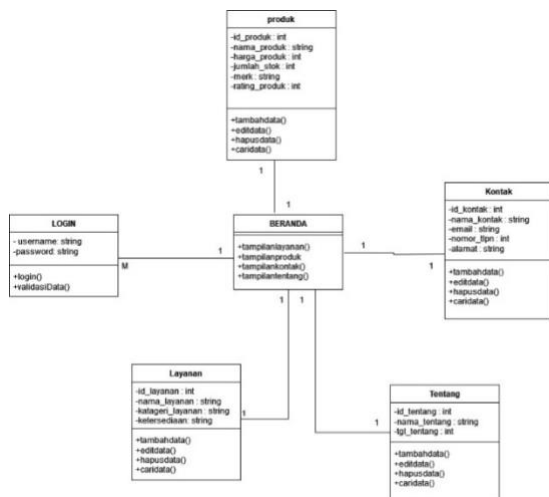 produk
-id_produk : int
-nama_produk : string
-harga_produk : int
-jumlah_stok : int
-merk : string
-rating_produk : int
+tambahdata()
+editdata()
+hapusdata()
+caridata()
1
1
LOGIN
- username: string
-password: string
+login()
+validasiData()
M
1
BERANDA
+tampilanlayanan()
+tampilanproduk
+tampilankontak()
+tampilantentang()
1
1
Kontak
-id_kontak : int
-nama_kontak : string
-email : string
-nomor_tlpn : int
-alamat : string
+tambahdata()
+editdata()
+hapusdata()
+caridata()
1
1
Layanan
-id_layanan : int
-nama_layanan : string
-katageri_layanan : string
-ketersediaan: string
+tambahdata()
+editdata()
+hapusdata()
+caridata()
1
1
Tentang
-id_tentang : int
-nama_tentang : string
-tgl_tentang : int
+tambahdata()
+editdata()
+hapusdata()
+caridata()